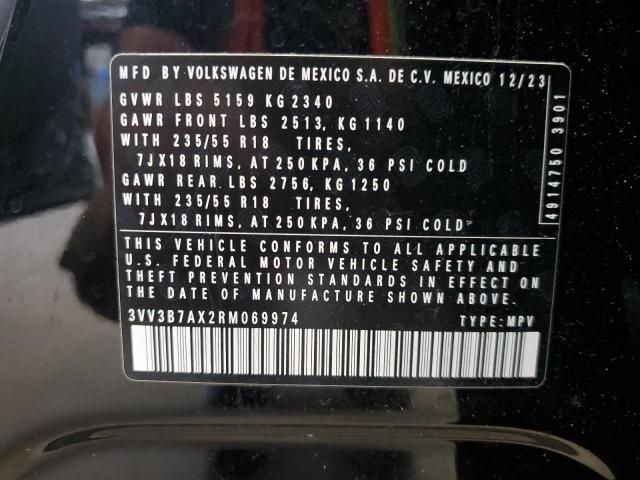 MFD BY VOLKSWAGEN DE MEXICO S.A. DE C.V. MEXICO 12/23
GVWR LBS 5159 KG 2340
GAWR FRONT LBS 2513, KG 1140
WITH 235/55 R18 TIRES,
7JX18 RIMS, AT 250 KPA, 36 PSI COLD
GAWR REAR LBS 2756, KG 1250
WITH 235/55 R18 TIRES,
7JX18 RIMS, AT 250 KPA, 36 PSI COLD
THIS VEHICLE CONFORMS TO ALL APPLICABLE
U.S. FEDERAL MOTOR VEHICLE SAFETY AND
THEFT PREVENTION STANDARDS IN EFFECT ON
THE DATE OF MANUFACTURE SHOWN ABOVE.
3VV3B7AX2RM069974 TYPE: MPV
4914750 3901